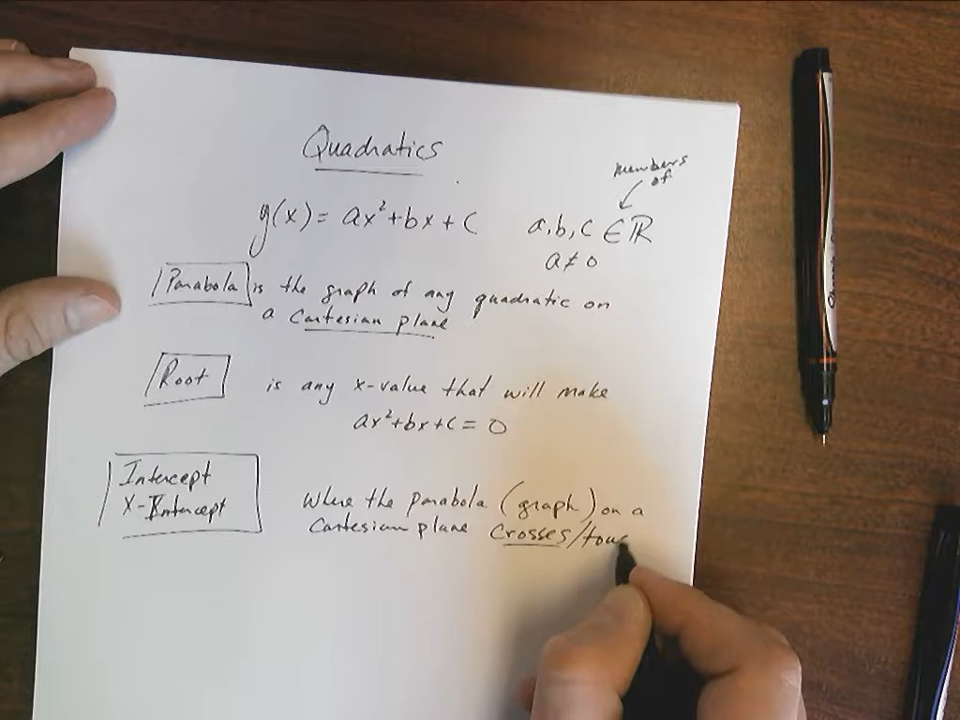 Quadratics
members
of
y(x) = ax²+bx+c
a,b,c ∈ ℝ
a ≠ 0
Parabola is the graph of any quadratic on
a Cartesian plane
Root is any x-value that will make
ax²+bx+c = 0
Intercept
X-Intercept
Where the parabola (graph) on a
Cartesian plane crosses/touc